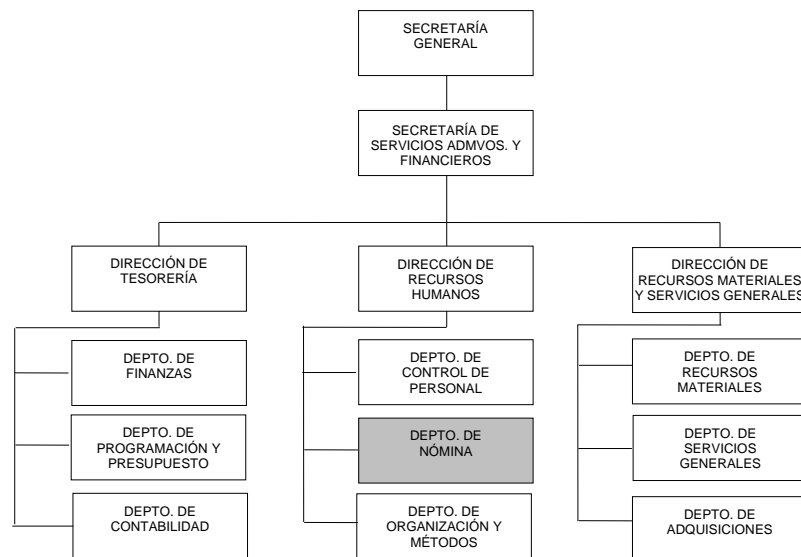 SECRETARÍA
GENERAL
SECRETARÍA DE
SERVICIOS ADMVOS. Y
FINANCIEROS
DIRECCIÓN DE
TESORERÍA
DIRECCIÓN DE
RECURSOS
HUMANOS
DIRECCIÓN DE
RECURSOS MATERIALES
Y SERVICIOS GENERALES
DEPTO. DE
FINANZAS
DEPTO. DE
CONTROL DE
PERSONAL
DEPTO. DE
RECURSOS
MATERIALES
DEPTO. DE
PROGRAMACIÓN Y
PRESUPUESTO
DEPTO. DE
NÓMINA
DEPTO. DE
SERVICIOS
GENERALES
DEPTO. DE
CONTABILIDAD
DEPTO. DE
ORGANIZACIÓN Y
MÉTODOS
DEPTO. DE
ADQUISICIONES